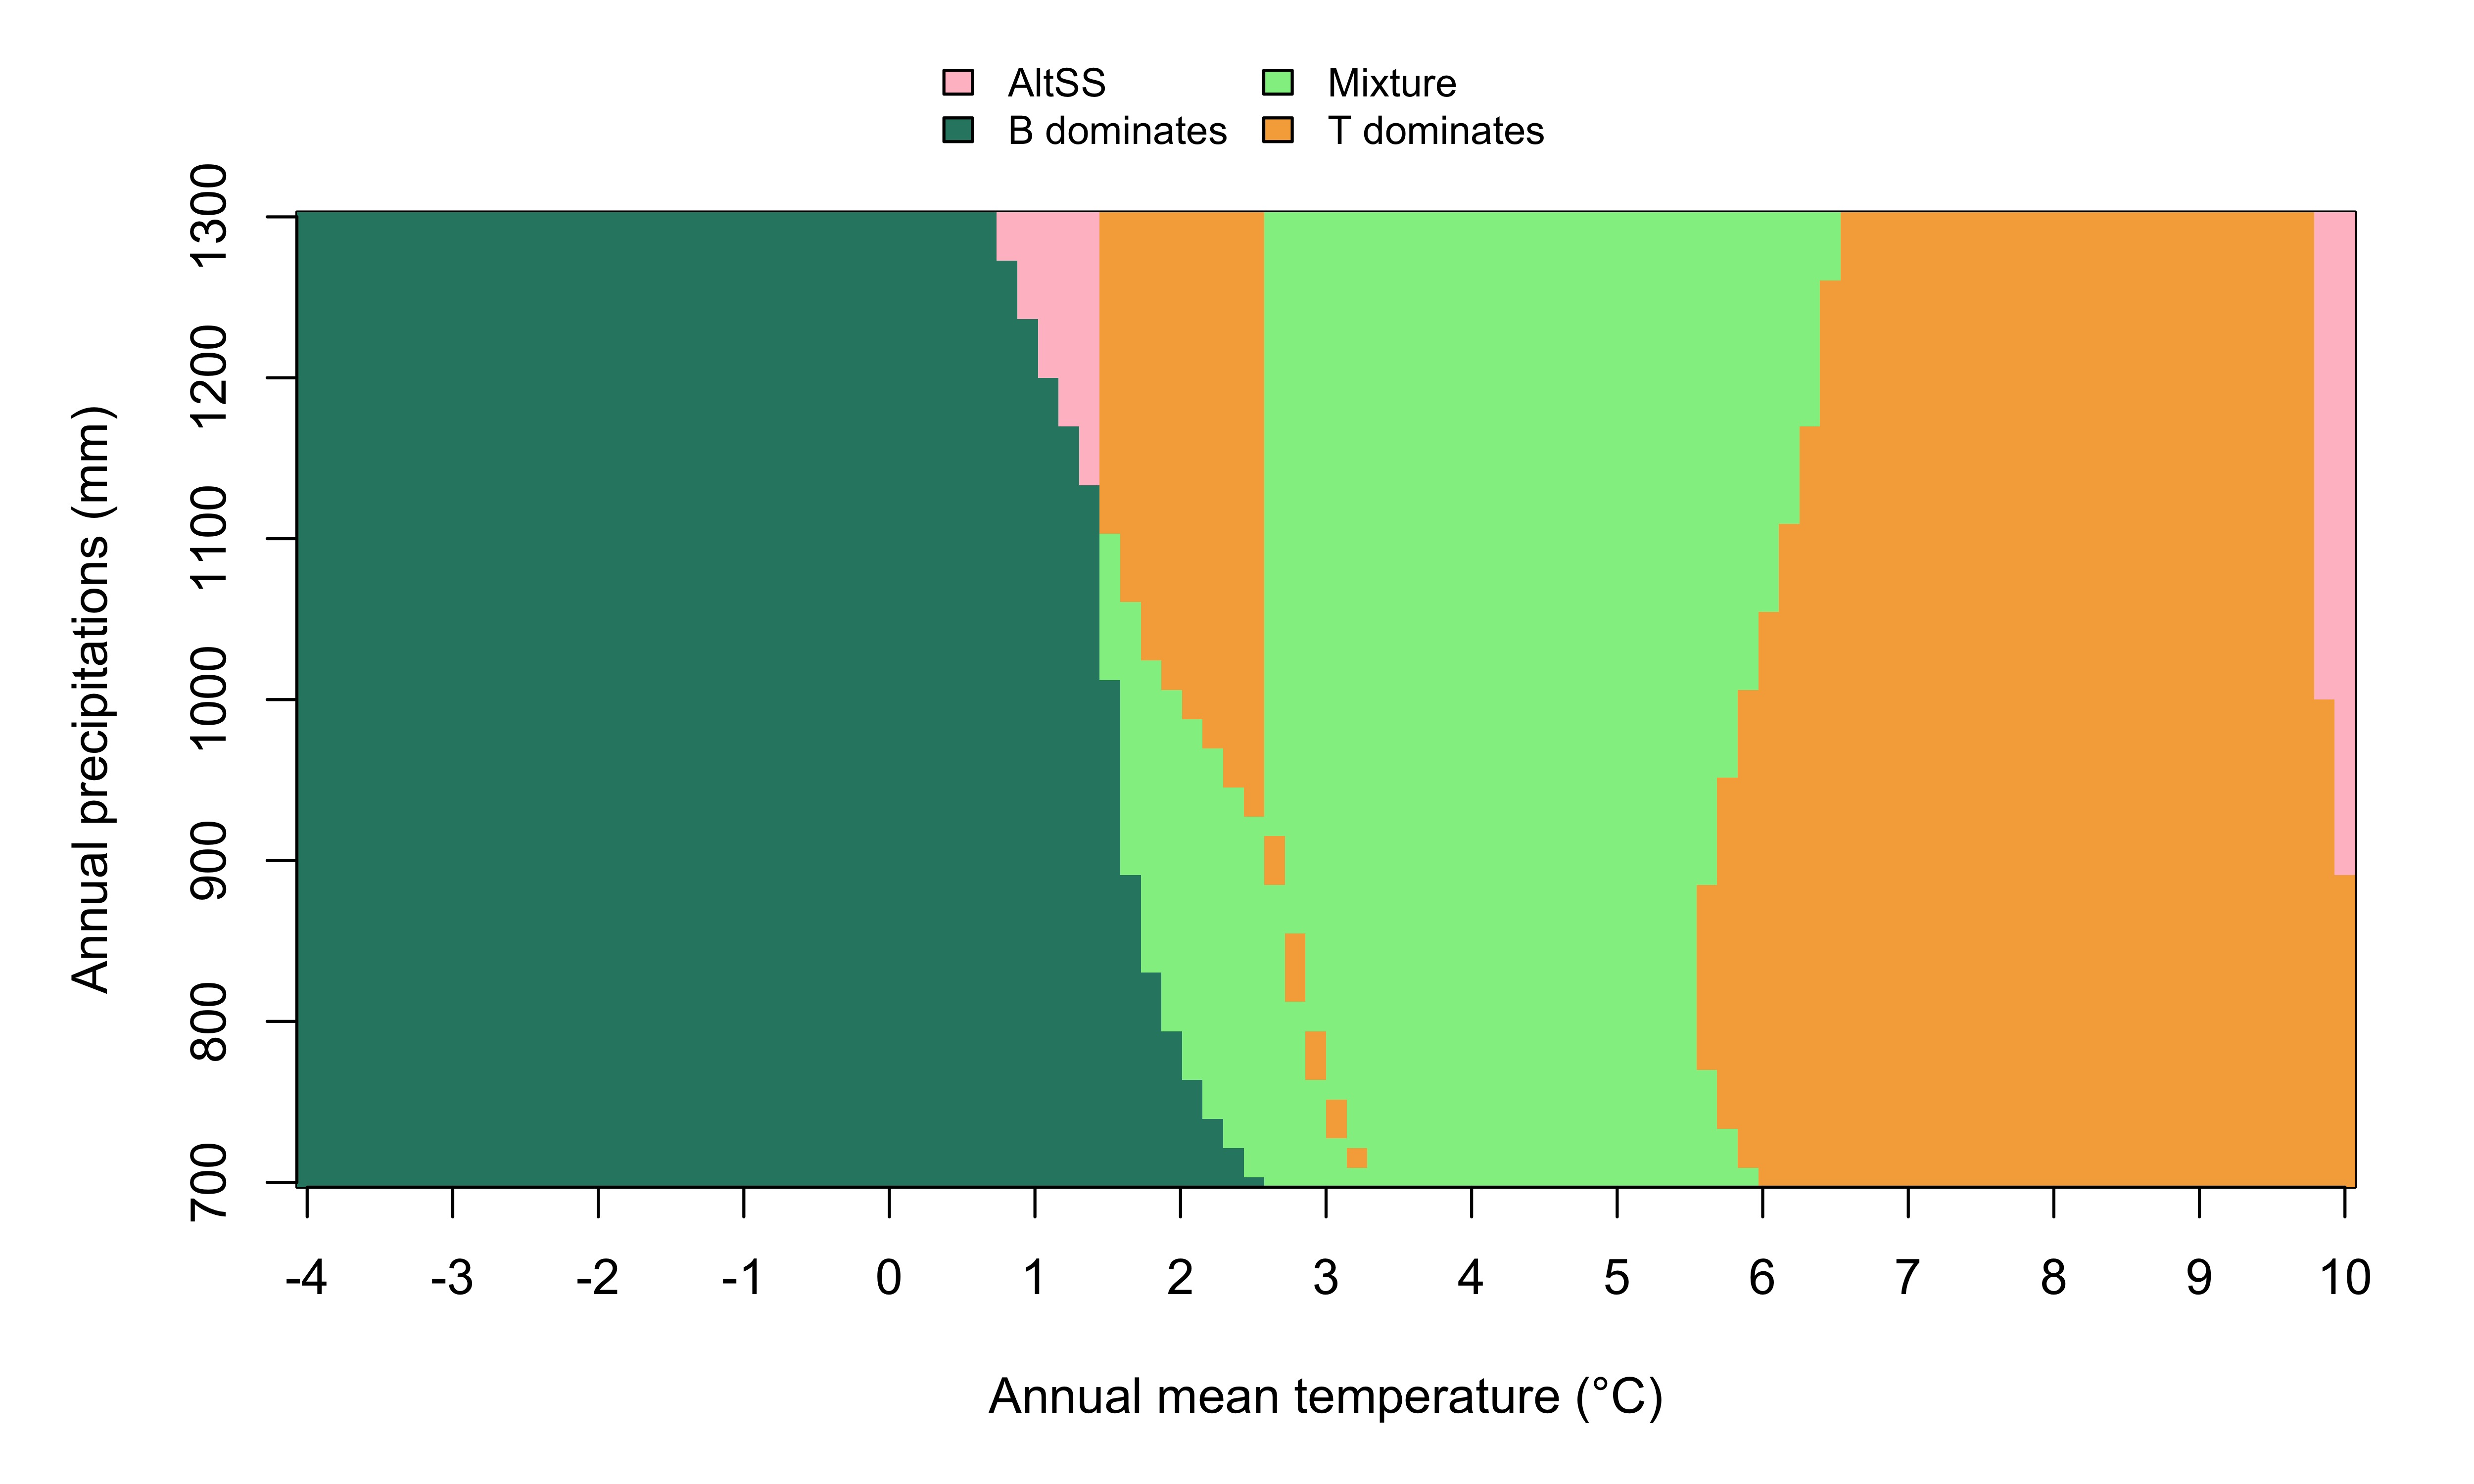 AltSS
Mixture
B dominates
T dominates
Annual precipitations (mm)
1300
1200
1100
1000
900
800
700
-4 -3 -2 -1 0 1 2 3 4 5 6 7 8 9 10
Annual mean temperature (°C)